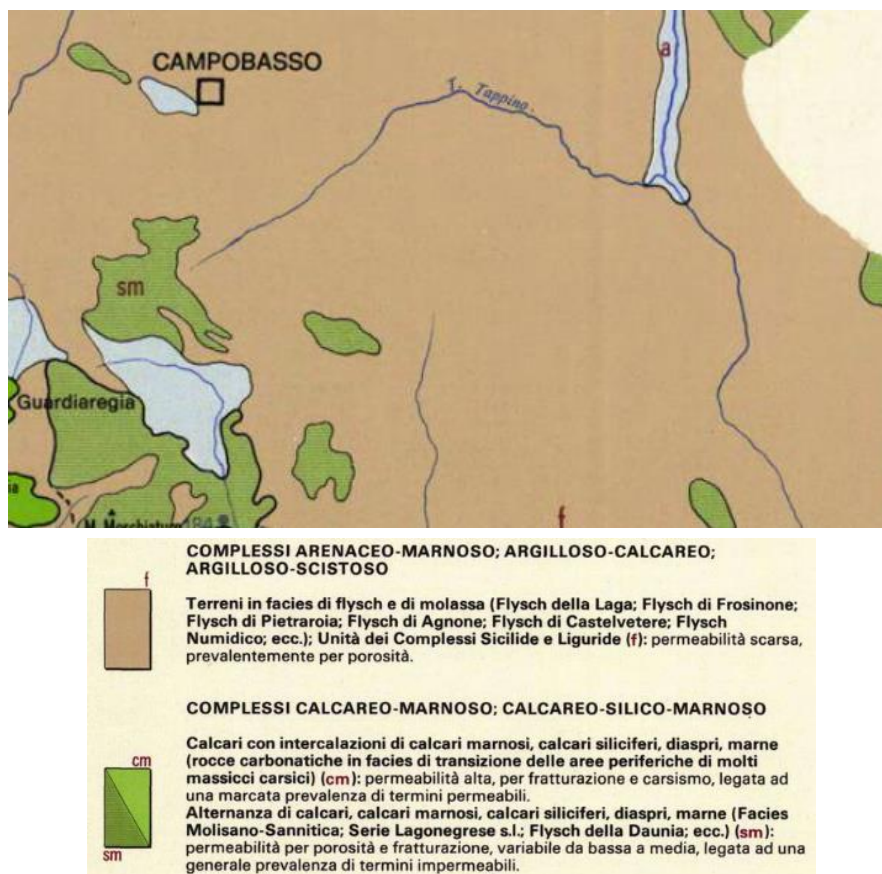 CAMPOBASSO
a
T. Tappino.
sm
Guardiaregia
na
M. Moschiaturo 184
f
COMPLESSI ARENACEO-MARNOSO; ARGILLOSO-CALCAREO;
ARGILLOSO-SCISTOSO
f
Terreni in facies di flysch e di molassa (Flysch della Laga; Flysch di Frosinone;
Flysch di Pietraroia; Flysch di Agnone; Flysch di Castelvetere; Flysch
Numidico; ecc.); Unità dei Complessi Sicilide e Liguride (f): permeabilità scarsa,
prevalentemente per porosità.
COMPLESSI CALCAREO-MARNOSO; CALCAREO-SILICO-MARNOSO
Calcari con intercalazioni di calcari marnosi, calcari siliciferi, diaspri, marne
(rocce carbonatiche in facies di transizione delle aree periferiche di molti
cm
massicci carsici) (cm): permeabilità alta, per fratturazione e carsismo, legata ad
una marcata prevalenza di termini permeabili.
Alternanza di calcari, calcari marnosi, calcari siliciferi, diaspri, marne (Facies
Molisano-Sannitica; Serie Lagonegrese s.l.; Flysch della Daunia; ecc.) (sm):
sm
permeabilità per porosità e fratturazione, variabile da bassa a media, legata ad una
generale prevalenza di termini impermeabili.